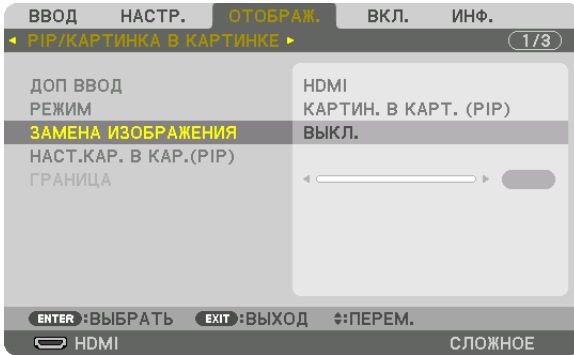 ВВОД НАСТР. ОТОБРАЖ. ВКЛ. ИНФ.
PIP/КАРТИНКА В КАРТИНКЕ 1/3
ДОП ВВОД HDMI
РЕЖИМ КАРТИН. В КАРТ. (PIP)
ЗАМЕНА ИЗОБРАЖЕНИЯ ВЫКЛ.
НАСТ.КАР. В КАР.(PIP)
ГРАНИЦА
ENTER :ВЫБРАТЬ EXIT :ВЫХОД :ПЕРЕМ.
HDMI СЛОЖНОЕ